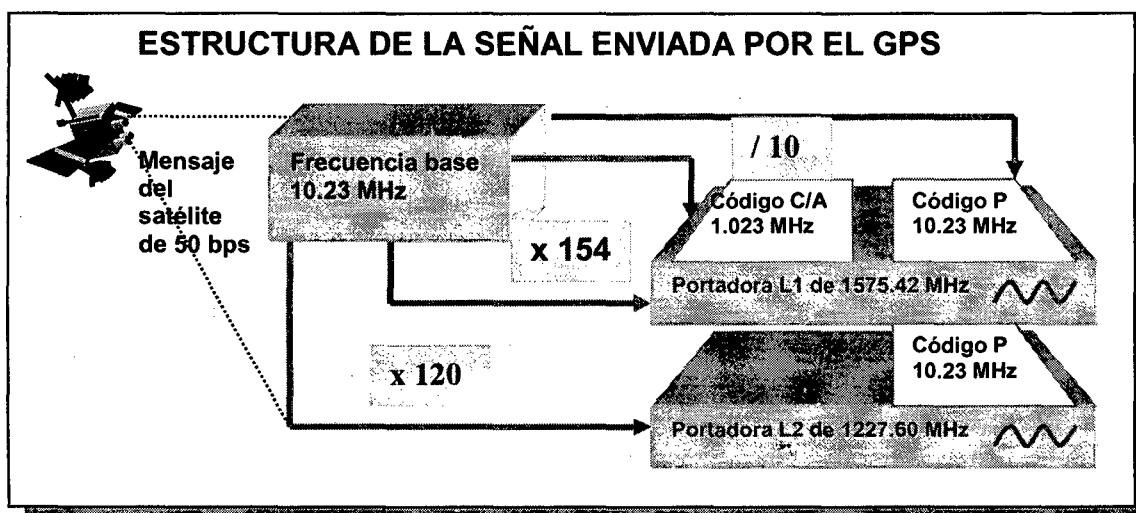 ESTRUCTURA DE LA SEÑAL ENVIADA POR EL GPS
Mensaje
del
satélite
de 50 bps
Frecuencia base
10.23 MHz
/ 10
x 154
x 120
Código C/A
1.023 MHz
Código P
10.23 MHz
Portadora L1 de 1575.42 MHz
Código P
10.23 MHz
Portadora L2 de 1227.60 MHz